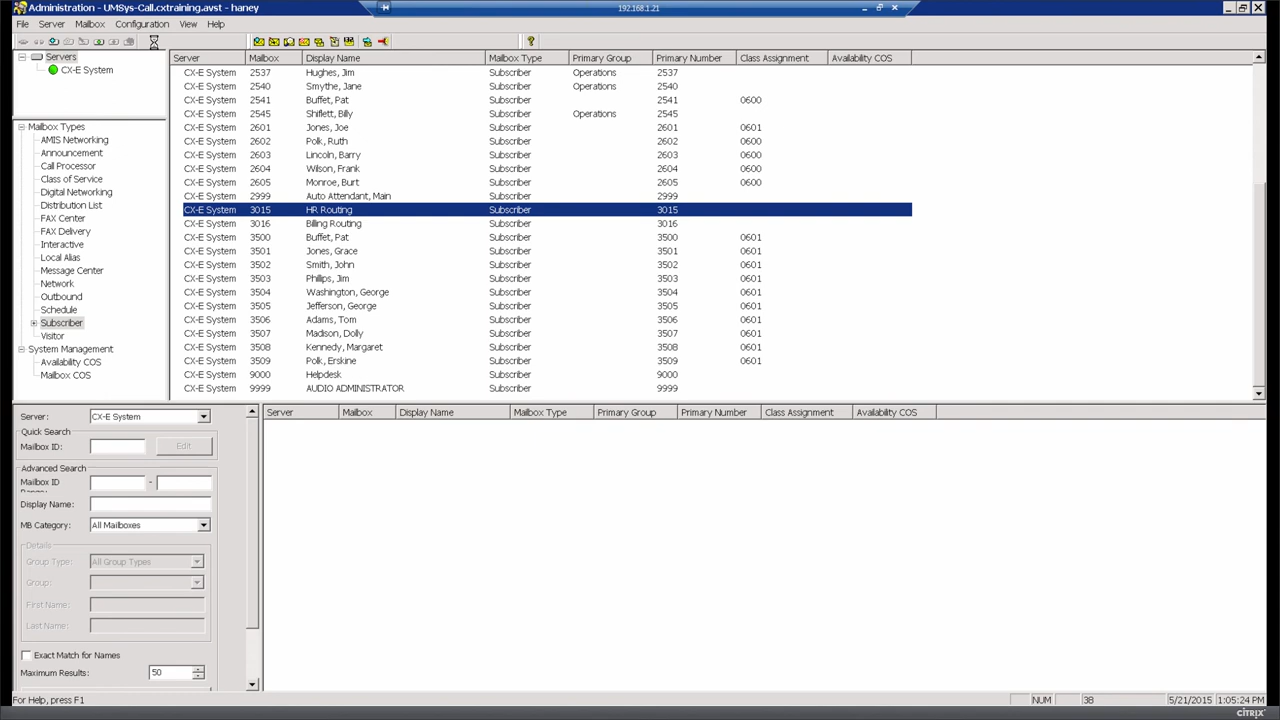 Administration - UMSys-Call.cxtraining.avst - haney
192.168.1.21
File Server Mailbox Configuration View Help
Servers
CX-E System
Mailbox Types
AMIS Networking
Announcement
Call Processor
Class of Service
Digital Networking
Distribution List
FAX Center
FAX Delivery
Interactive
Local Alias
Message Center
Network
Outbound
Schedule
Subscriber
Visitor
System Management
Availability COS
Mailbox COS
Server Mailbox Display Name Mailbox Type Primary Group Primary Number Class Assignment Availability COS
CX-E System 2537 Hughes, Jim Subscriber Operations 2537
CX-E System 2540 Smythe, Jane Subscriber Operations 2540
CX-E System 2541 Buffet, Pat Subscriber 2541 0600
CX-E System 2545 Shiflett, Billy Subscriber Operations 2545
CX-E System 2601 Jones, Joe Subscriber 2601 0601
CX-E System 2602 Polk, Ruth Subscriber 2602 0600
CX-E System 2603 Lincoln, Barry Subscriber 2603 0600
CX-E System 2604 Wilson, Frank Subscriber 2604 0600
CX-E System 2605 Monroe, Burt Subscriber 2605 0600
CX-E System 2999 Auto Attendant, Main Subscriber 2999
CX-E System 3015 HR Routing Subscriber 3015
CX-E System 3016 Billing Routing Subscriber 3016
CX-E System 3500 Buffet, Pat Subscriber 3500 0601
CX-E System 3501 Jones, Grace Subscriber 3501 0601
CX-E System 3502 Smith, John Subscriber 3502 0601
CX-E System 3503 Phillips, Jim Subscriber 3503 0601
CX-E System 3504 Washington, George Subscriber 3504 0601
CX-E System 3505 Jefferson, George Subscriber 3505 0601
CX-E System 3506 Adams, Tom Subscriber 3506 0601
CX-E System 3507 Madison, Dolly Subscriber 3507 0601
CX-E System 3508 Kennedy, Margaret Subscriber 3508 0601
CX-E System 3509 Polk, Erskine Subscriber 3509 0601
CX-E System 9000 Helpdesk Subscriber 9000
CX-E System 9999 AUDIO ADMINISTRATOR Subscriber 9999
Server: CX-E System
Quick Search
Mailbox ID: Edit
Advanced Search
Mailbox ID -
Display Name:
MB Category: All Mailboxes
Details
Group Type: All Group Types
Group:
First Name:
Last Name:
Exact Match for Names
Maximum Results: 50
Server Mailbox Display Name Mailbox Type Primary Group Primary Number Class Assignment Availability COS
For Help, press F1
NUM 38 5/21/2015 1:05:24 PM
CITRIX